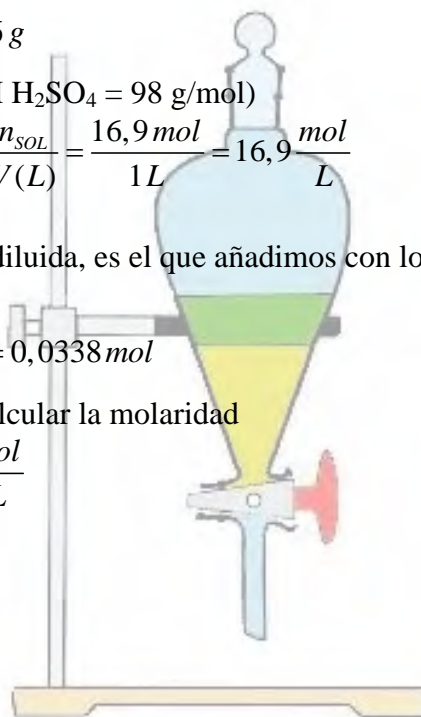 g
H₂SO₄ = 98 g/mol)
n_SOL / V(L) = 16,9 mol / 1L = 16,9 mol / L
diluida, es el que añadimos con lo
= 0,0338 mol
lcular la molaridad
L